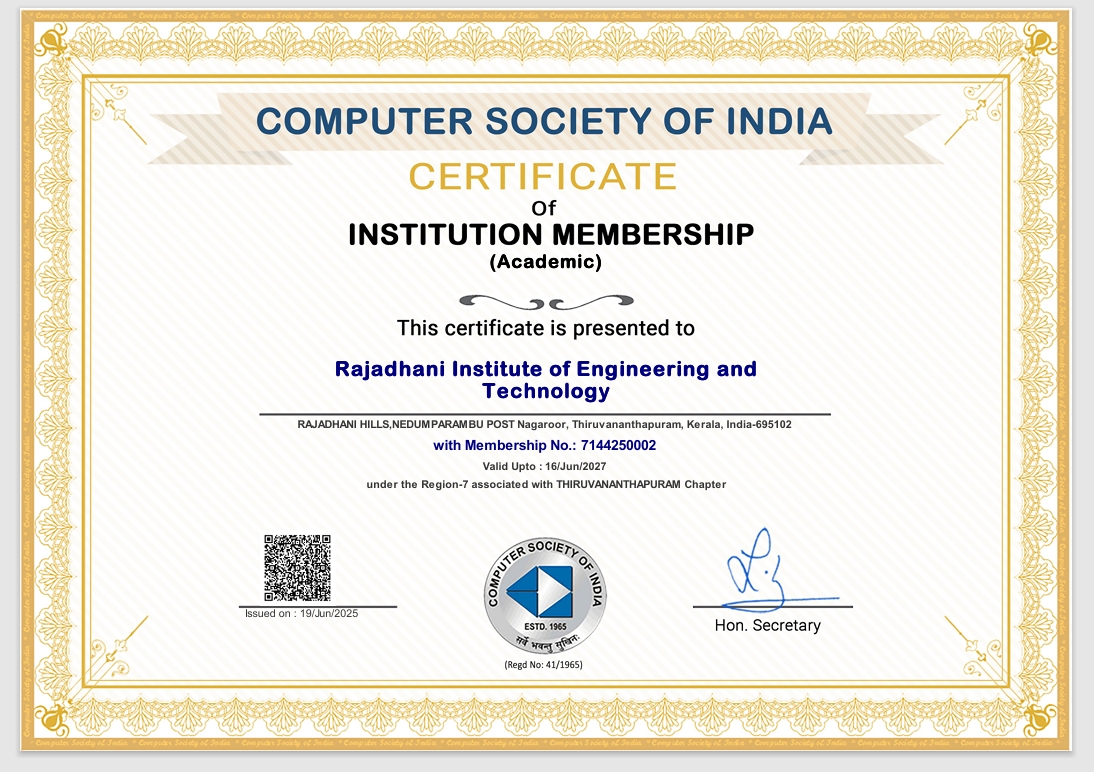 COMPUTER SOCIETY OF INDIA
CERTIFICATE
Of
INSTITUTION MEMBERSHIP
(Academic)
This certificate is presented to
Rajadhani Institute of Engineering and
Technology
RAJADHANI HILLS,NEDUMPARAMBU POST Nagaroor, Thiruvananthapuram, Kerala, India-695102
with Membership No.: 7144250002
Valid Upto : 16/Jun/2027
under the Region-7 associated with THIRUVANANTHAPURAM Chapter
Issued on : 19/Jun/2025
COMPUTER SOCIETY OF INDIA
ESTD. 1965
सर्वे भवन्तु सुखिनः
(Regd No: 41/1965)
Hon. Secretary